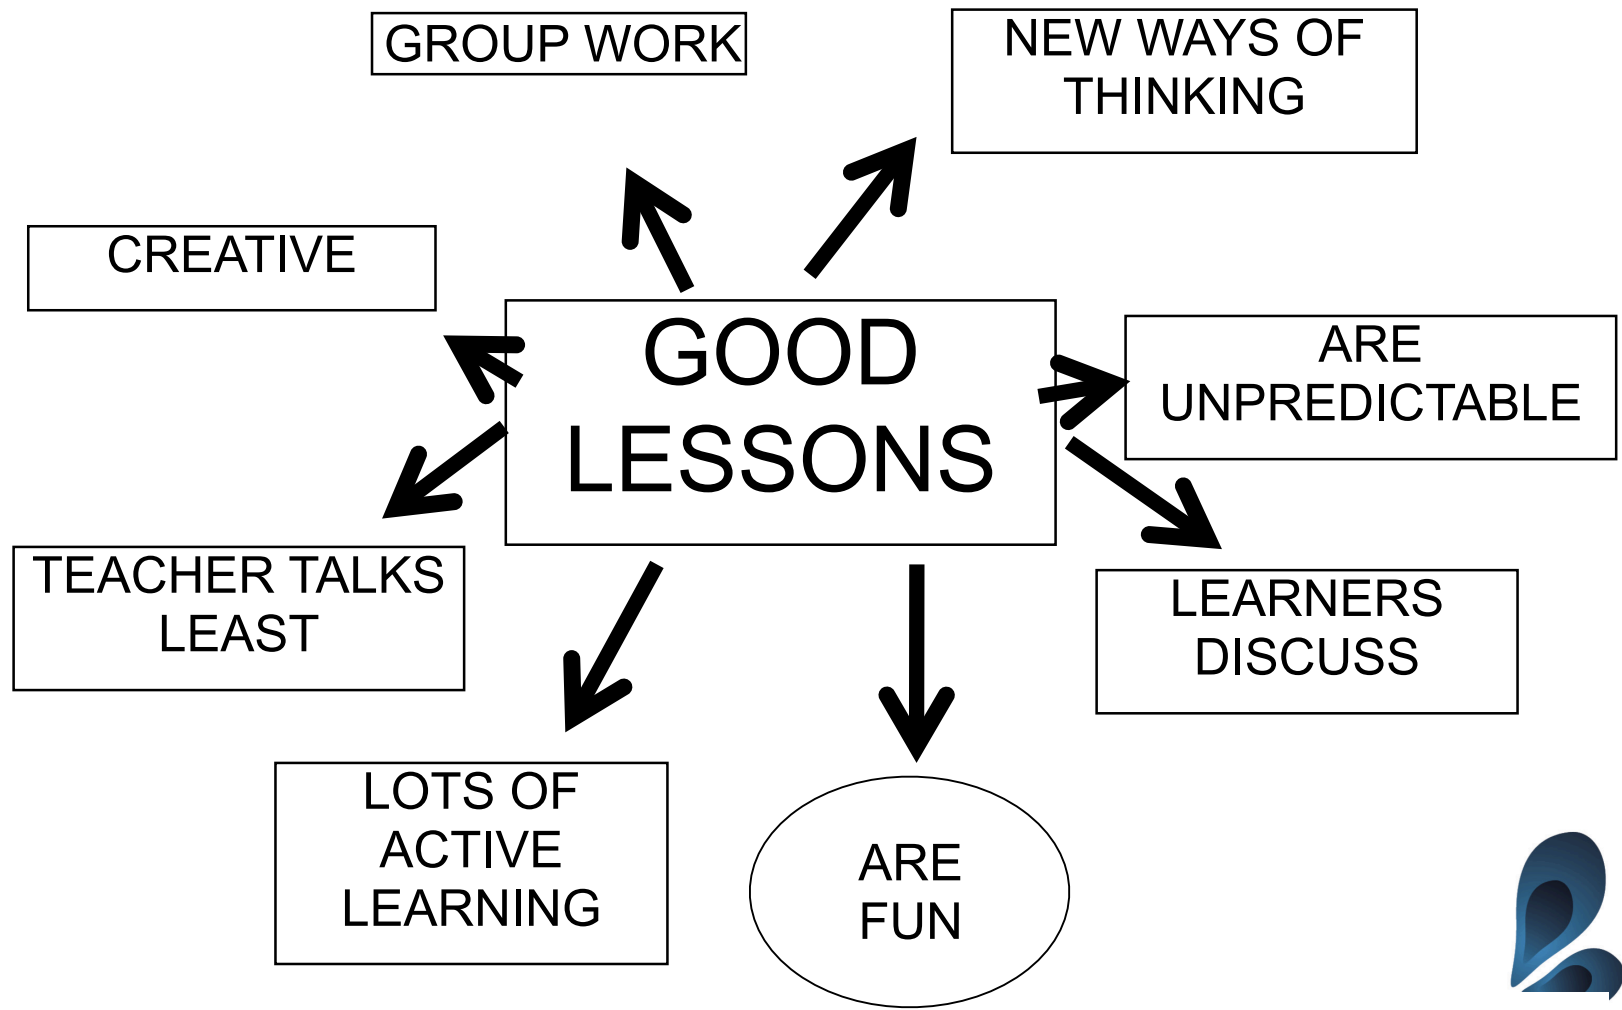 GROUP WORK
NEW WAYS OF
THINKING
CREATIVE
GOOD
LESSONS
ARE
UNPREDICTABLE
TEACHER TALKS
LEAST
LEARNERS
DISCUSS
LOTS OF
ACTIVE
LEARNING
ARE
FUN